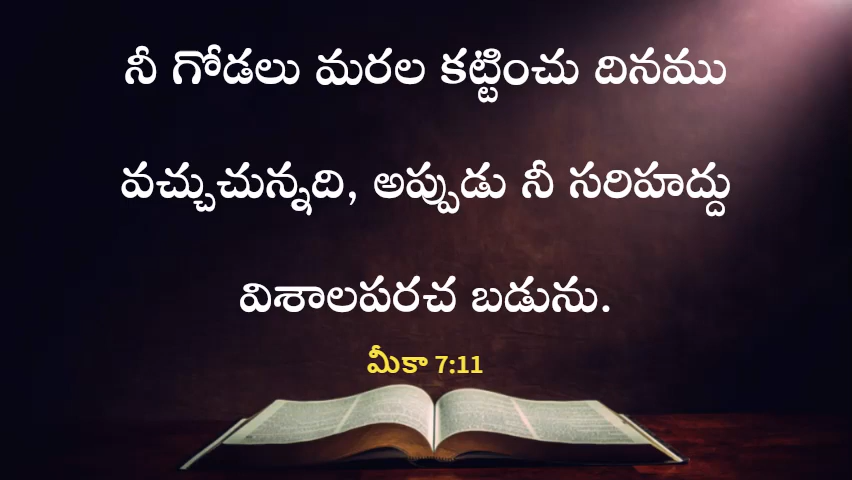 నీ గోడలు మరల కట్టించు దినము
వచ్చుచున్నది, అప్పుడు నీ సరిహద్దు
విశాలపరచ బడును.
మీకా 7:11